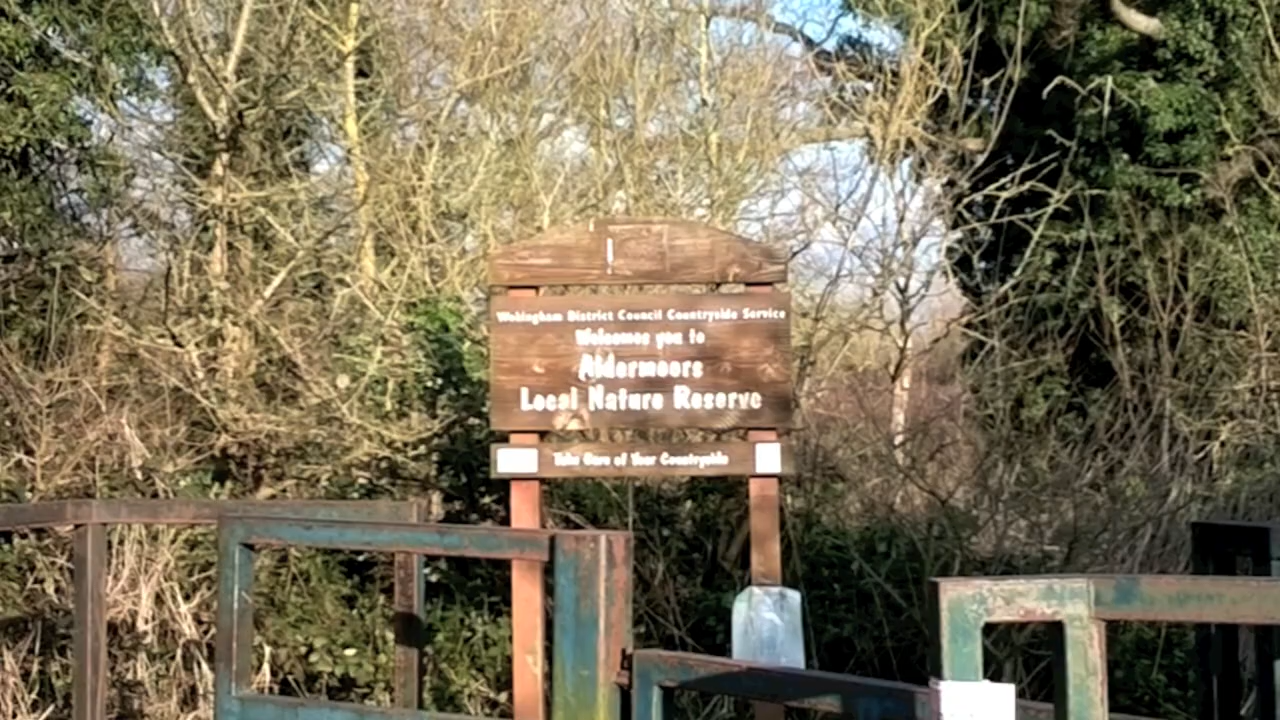 Wokingham District Council Countryside Service
Welcomes you to
Aldermoors
Local Nature Reserve
Take Care of Your Countryside